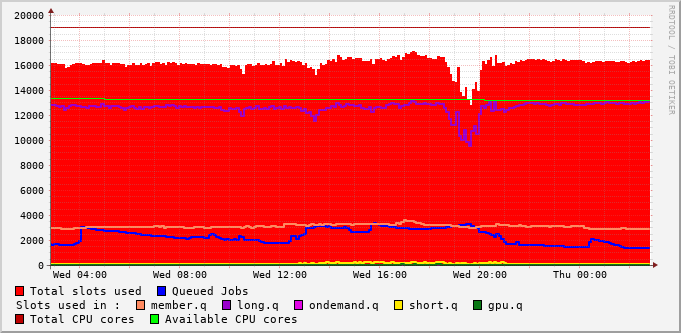 20000
18000
16000
14000
12000
10000
8000
6000
4000
2000
0
Wed 04:00 Wed 08:00 Wed 12:00 Wed 16:00 Wed 20:00 Thu 00:00
Total slots used Queued Jobs
Slots used in : member.q long.q ondemand.q short.q gpu.q
Total CPU cores Available CPU cores
RRDTOOL / TOBI OETIKER